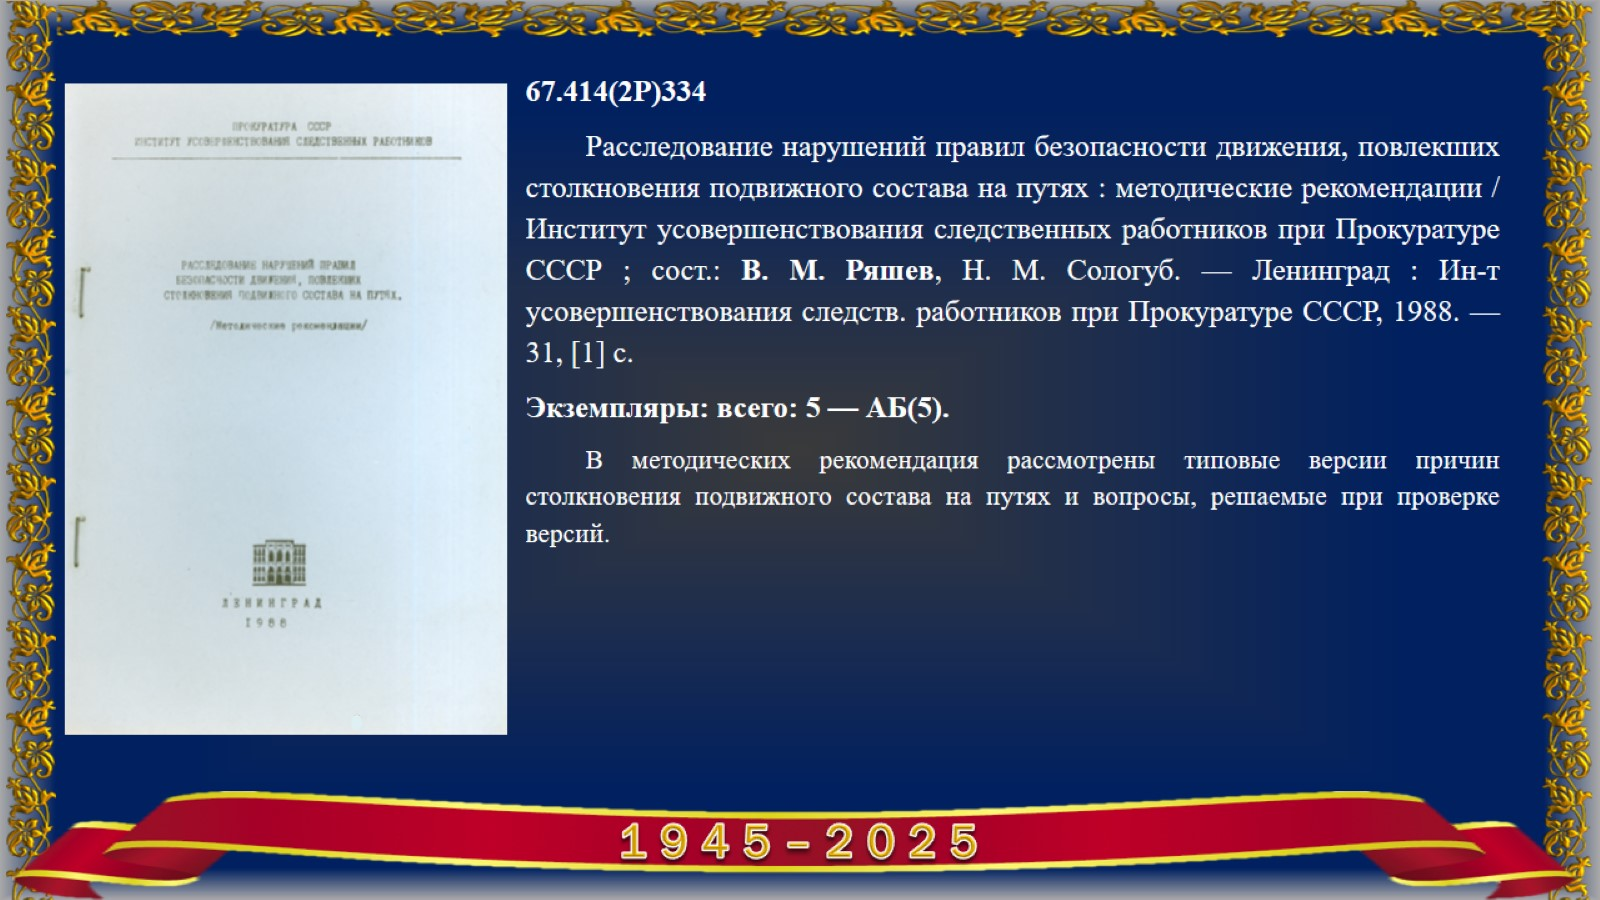 ПРОКУРАТУРА СССР
ИНСТИТУТ УСОВЕРШЕНСТВОВАНИЯ СЛЕДСТВЕННЫХ РАБОТНИКОВ
РАССЛЕДОВАНИЕ НАРУШЕНИЙ ПРАВИЛ
БЕЗОПАСНОСТИ ДВИЖЕНИЯ, ПОВЛЕКШИХ
СТОЛКНОВЕНИЯ ПОДВИЖНОГО СОСТАВА НА ПУТЯХ.
/Методические рекомендации/
ЛЕНИНГРАД
1988
67.414(2Р)334
Расследование нарушений правил безопасности движения, повлекших
столкновения подвижного состава на путях : методические рекомендации /
Институт усовершенствования следственных работников при Прокуратуре
СССР ; сост.: В. М. Ряшев, Н. М. Сологуб. — Ленинград : Ин-т
усовершенствования следств. работников при Прокуратуре СССР, 1988. —
31, [1] с.
Экземпляры: всего: 5 — АБ(5).
В методических рекомендация рассмотрены типовые версии причин
столкновения подвижного состава на путях и вопросы, решаемые при проверке
версий.
1945–2025